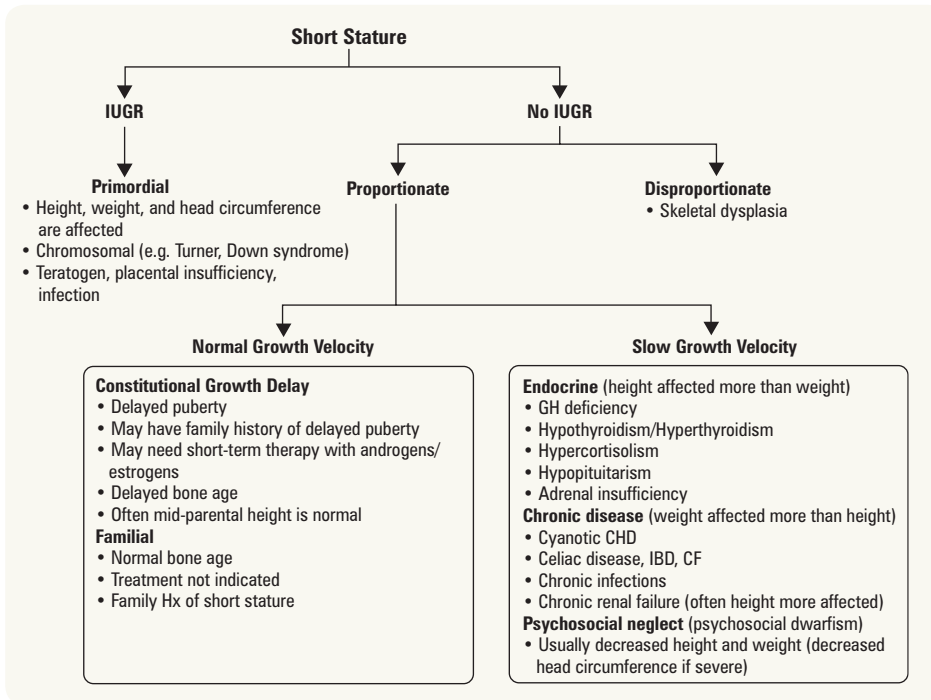 Short Stature
IUGR
No IUGR
Primordial
• Height, weight, and head circumference
are affected
• Chromosomal (e.g. Turner, Down syndrome)
• Teratogen, placental insufficiency,
infection
Proportionate
Disproportionate
• Skeletal dysplasia
Normal Growth Velocity
Constitutional Growth Delay
• Delayed puberty
• May have family history of delayed puberty
• May need short-term therapy with androgens/
estrogens
• Delayed bone age
• Often mid-parental height is normal
Familial
• Normal bone age
• Treatment not indicated
• Family Hx of short stature
Slow Growth Velocity
Endocrine (height affected more than weight)
• GH deficiency
• Hypothyroidism/Hyperthyroidism
• Hypercortisolism
• Hypopituitarism
• Adrenal insufficiency
Chronic disease (weight affected more than height)
• Cyanotic CHD
• Celiac disease, IBD, CF
• Chronic infections
• Chronic renal failure (often height more affected)
Psychosocial neglect (psychosocial dwarfism)
• Usually decreased height and weight (decreased
head circumference if severe)